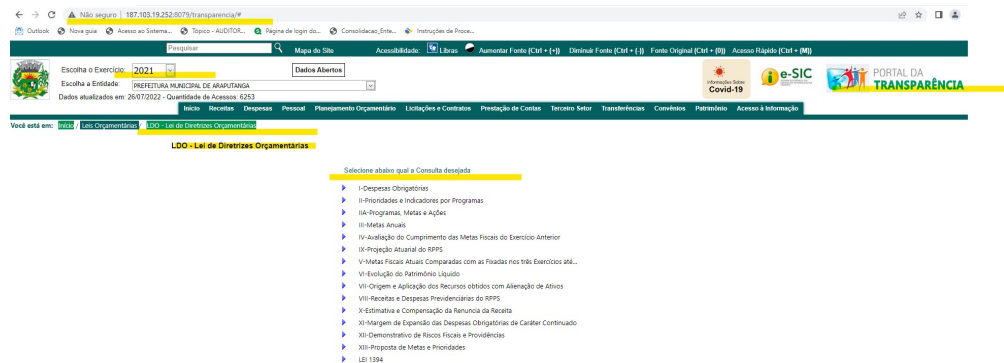 Não seguro | 187.103.19.252:8079/transparencia/#
Outlook Nova guia Acesso ao Sistema... Tópico - AUDITOR... Página de login do... Consolidacao_Ente... Instruções de Proce...
Pesquisar Mapa do Site Acessibilidade: Libras Aumentar Fonte (Ctrl + (+)) Diminuir Fonte (Ctrl + (-)) Fonte Original (Ctrl + (0)) Acesso Rápido (Ctrl + (M))
Escolha o Exercício: 2021 Dados Abertos
Escolha a Entidade: PREFEITURA MUNICIPAL DE ARAPUTANGA
Dados atualizados em: 26/07/2022 - Quantidade de Acessos: 6253
Informações Sobre
Covid-19
e-SIC
PORTAL DA
TRANSPARÊNCIA
Início Receitas Despesas Pessoal Planejamento Orçamentário Licitações e Contratos Prestação de Contas Terceiro Setor Transferências Convênios Patrimônio Acesso à Informação
Você está em: Início / Leis Orçamentárias / LDO - Lei de Diretrizes Orçamentárias
LDO - Lei de Diretrizes Orçamentárias
Selecione abaixo qual a Consulta desejada
I-Despesas Obrigatórias
II-Prioridades e Indicadores por Programas
IIA-Programas, Metas e Ações
III-Metas Anuais
IV-Avaliação do Cumprimento das Metas Fiscais do Exercício Anterior
IX-Projeção Atuarial do RPPS
V-Metas Fiscais Atuais Comparadas com as Fixadas nos três Exercícios até...
VI-Evolução do Patrimônio Líquido
VII-Origem e Aplicação dos Recursos obtidos com Alienação de Ativos
VIII-Receitas e Despesas Previdenciárias do RPPS
X-Estimativa e Compensação da Renuncia da Receita
XI-Margem de Expansão das Despesas Obrigatórias de Caráter Continuado
XII-Demonstrativo de Riscos Fiscais e Providências
XIII-Proposta de Metas e Prioridades
LEI 1394